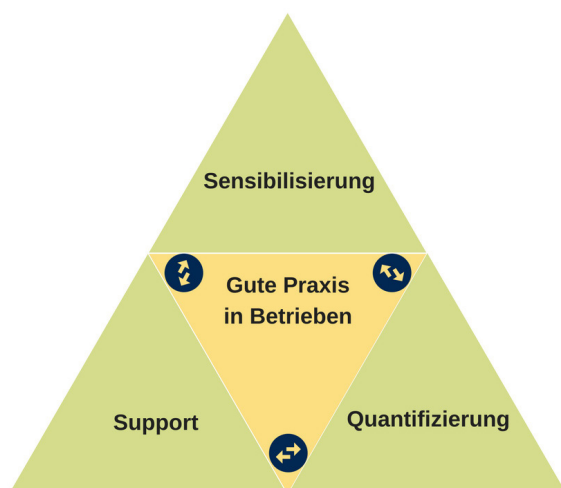 Sensibilisierung
Gute Praxis
in Betrieben
Support
Quantifizierung